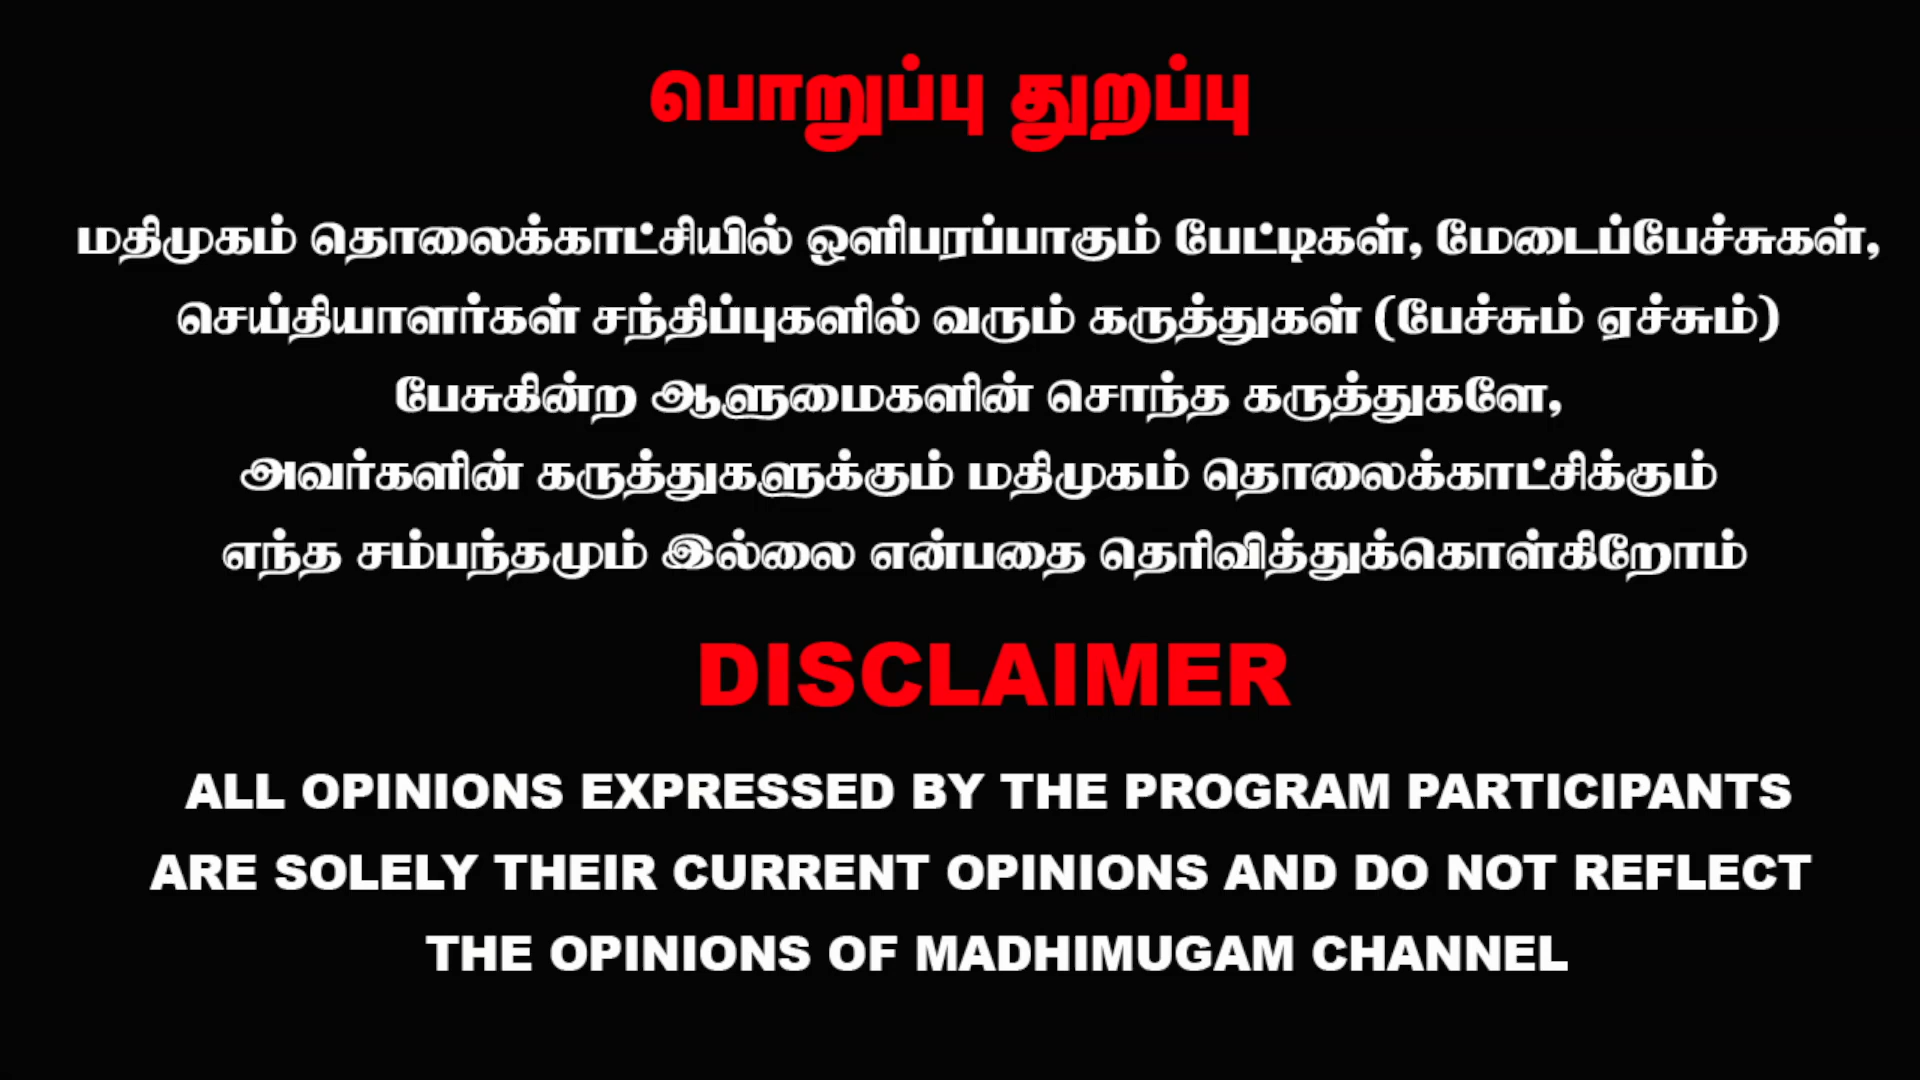 பொறுப்பு துறப்பு
மதிமுகம் தொலைக்காட்சியில் ஒளிபரப்பாகும் பேட்டிகள், மேடைப்பேச்சுகள்,
செய்தியாளர்கள் சந்திப்புகளில் வரும் கருத்துகள் (பேச்சும் ஏச்சும்)
பேசுகின்ற ஆளுமைகளின் சொந்த கருத்துகளே,
அவர்களின் கருத்துகளுக்கும் மதிமுகம் தொலைக்காட்சிக்கும்
எந்த சம்பந்தமும் இல்லை என்பதை தெரிவித்துக்கொள்கிறோம்
DISCLAIMER
ALL OPINIONS EXPRESSED BY THE PROGRAM PARTICIPANTS
ARE SOLELY THEIR CURRENT OPINIONS AND DO NOT REFLECT
THE OPINIONS OF MADHIMUGAM CHANNEL